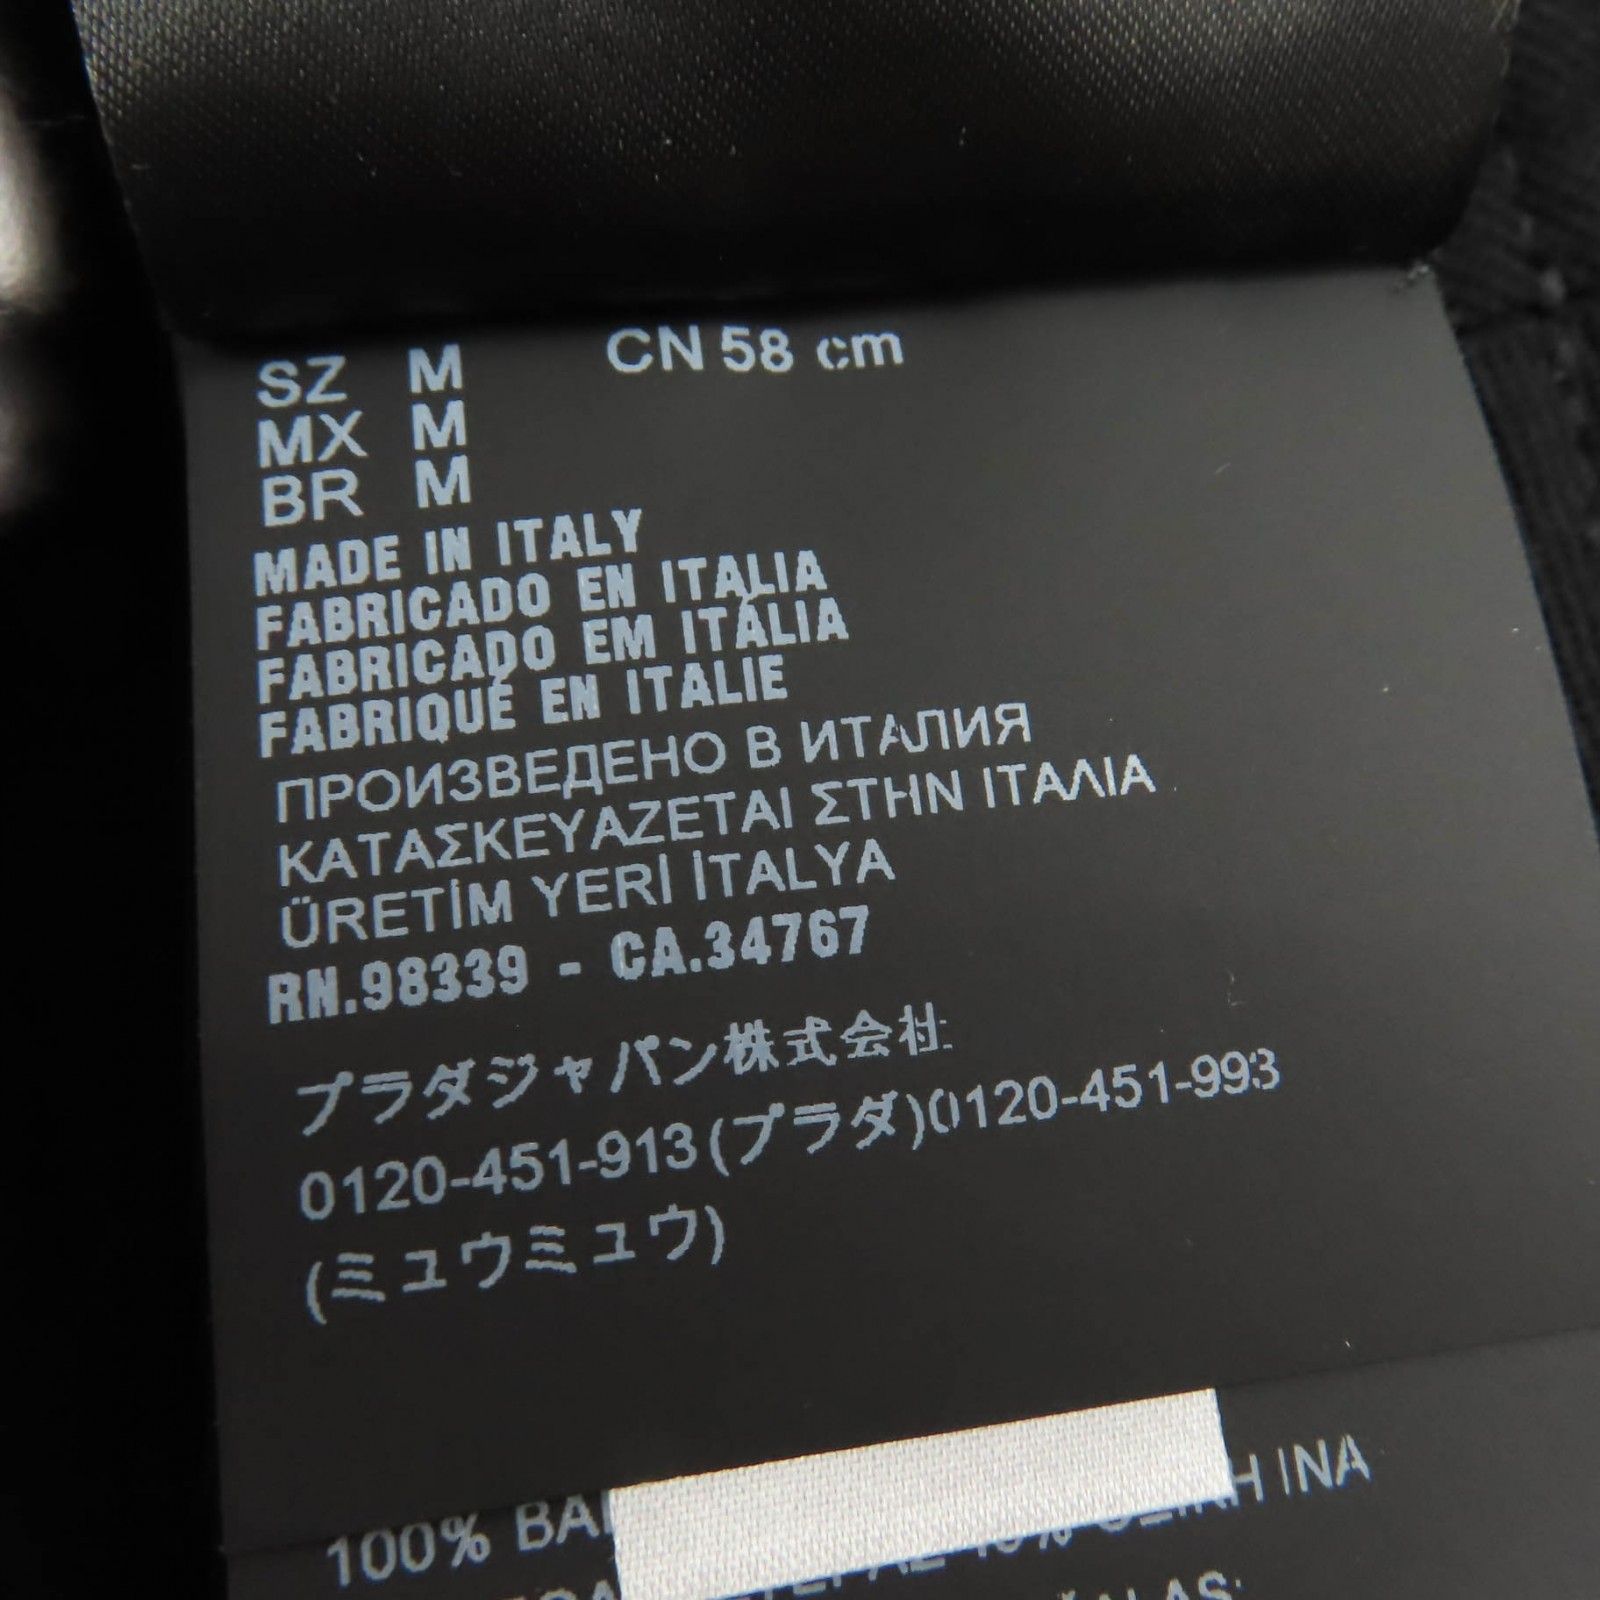 SZ M CN 58 cm
MX M
BR M
MADE IN ITALY
FABRICADO EN ITALIA
FABRICADO EM ITÁLIA
FABRIQUÉ EN ITALIE
ПРОИЗВЕДЕНО В ИТАЛИЯ
ΚΑΤΑΣΚΕΥΑΖΕΤΑΙ ΣΤΗΝ ΙΤΑΛΙΑ
ÜRETİM YERİ İTALYA
RN.98339 - CA.34767
プラダジャパン株式会社
0120-451-913(プラダ)0120-451-993
(ミュウミュウ)
100% INA